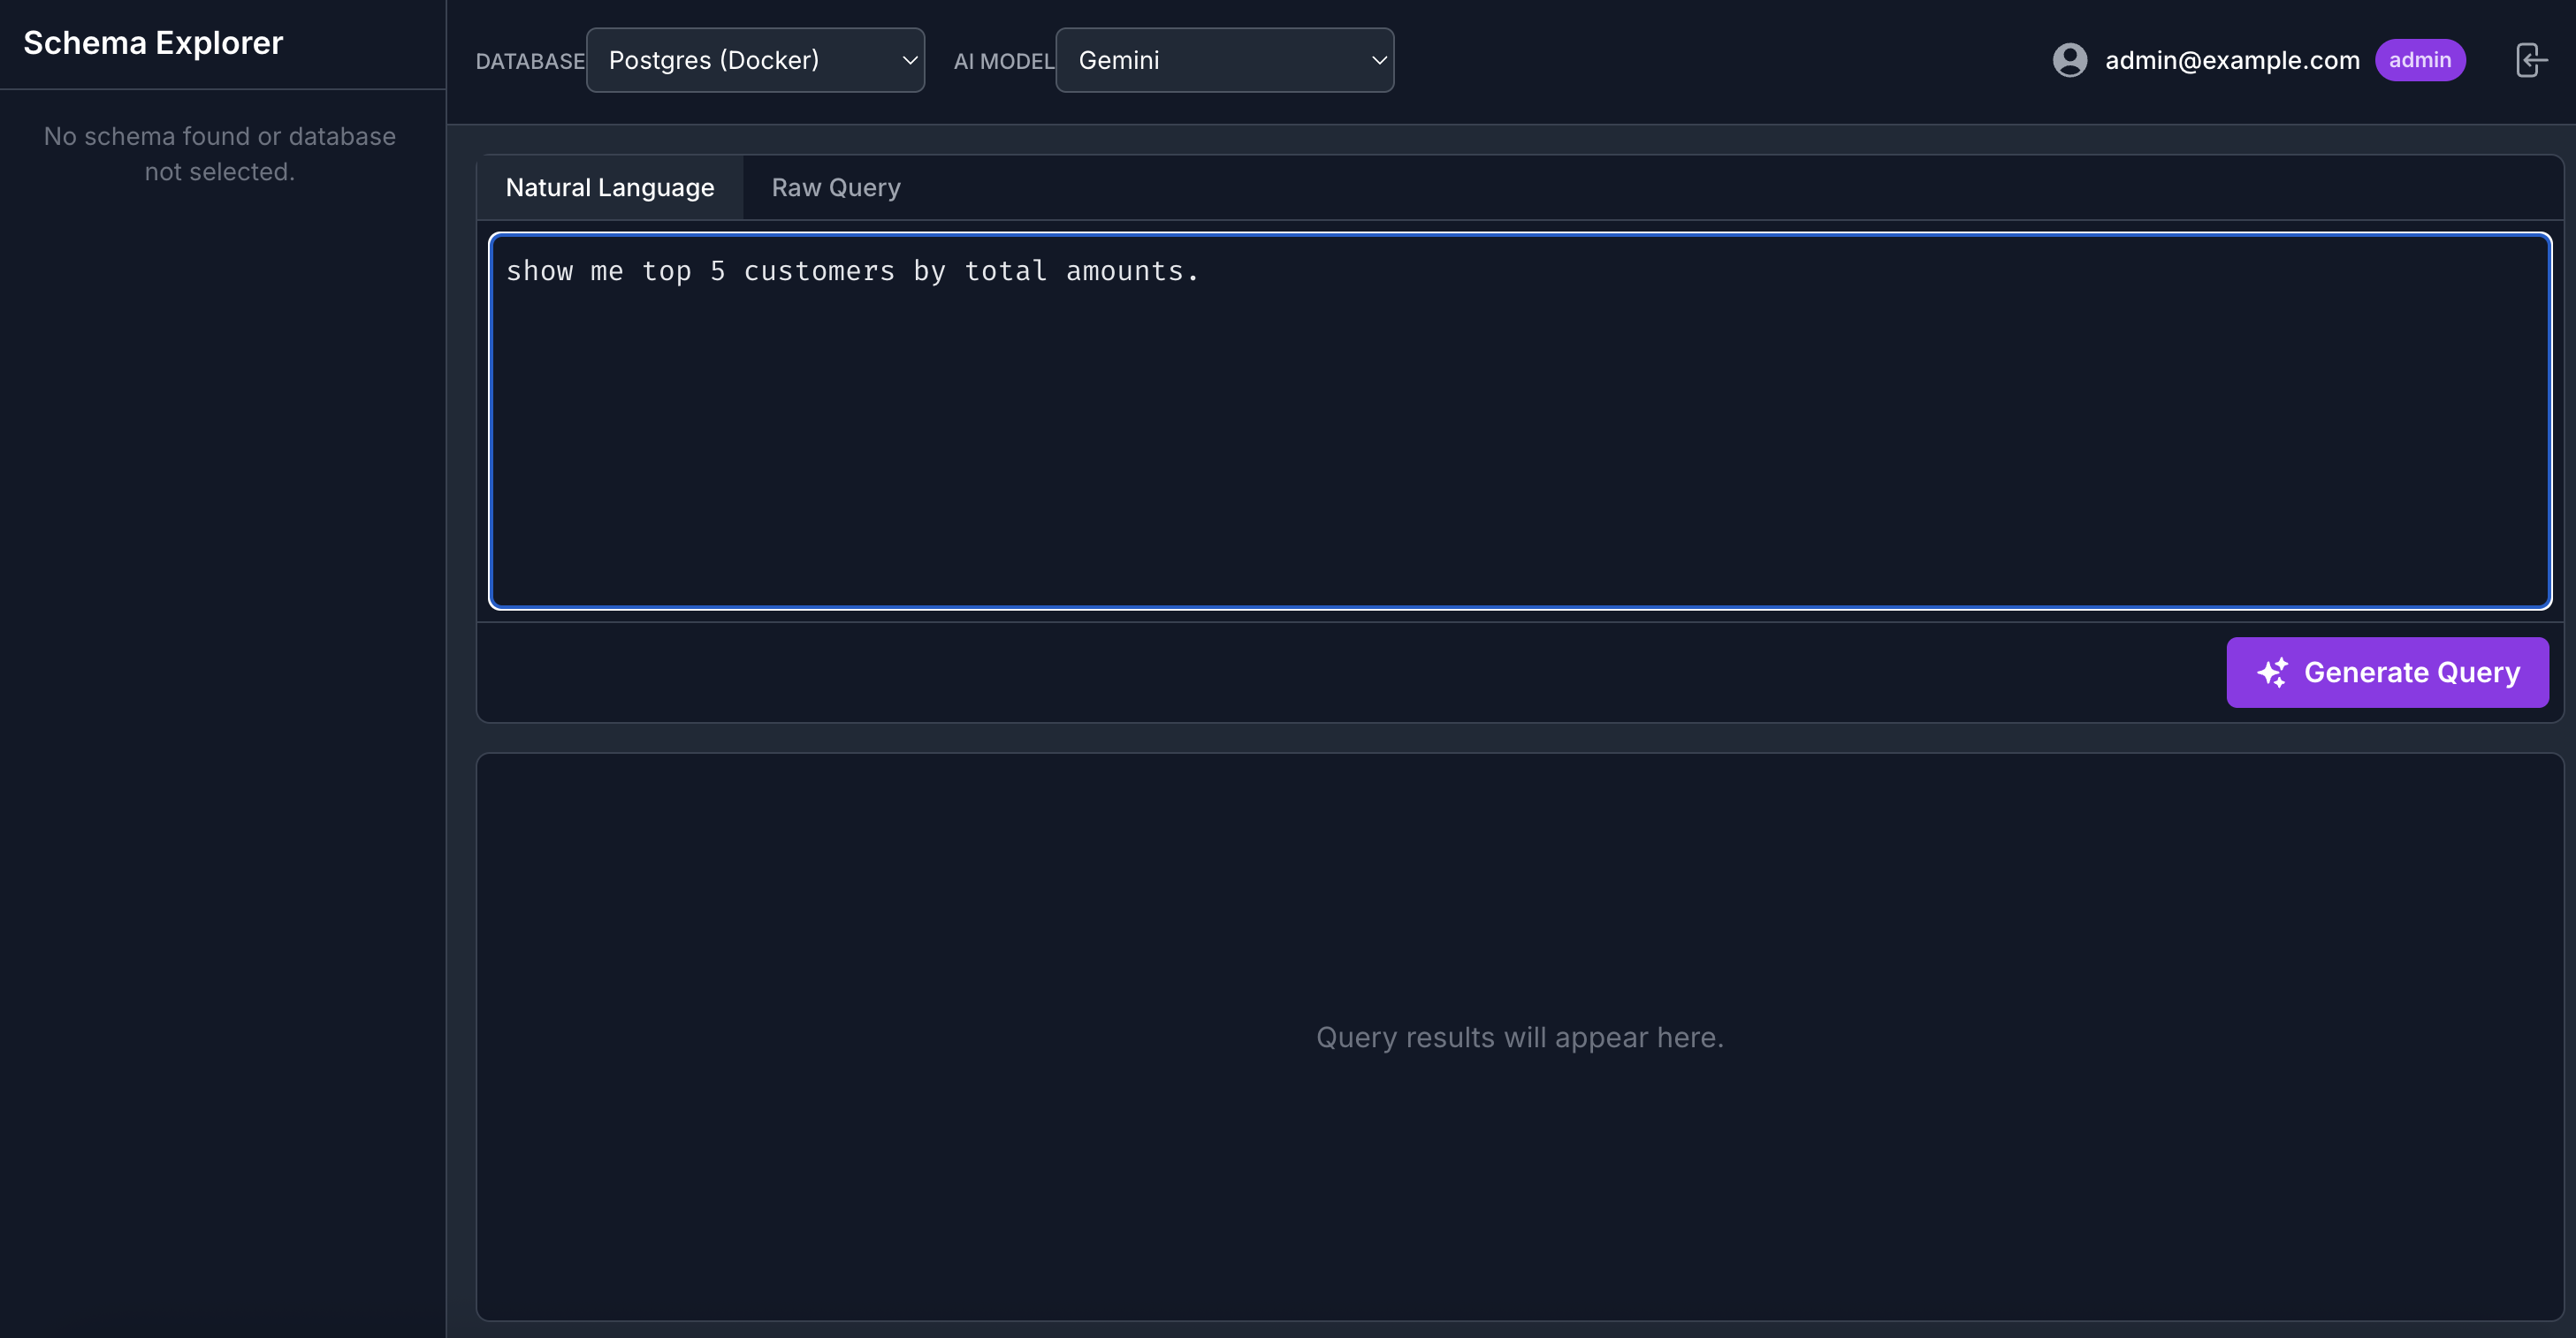 Schema Explorer
No schema found or database
not selected.
DATABASE
Postgres (Docker)
AI MODEL
Gemini
admin@example.com
admin
Natural Language
Raw Query
show me top 5 customers by total amounts.
Generate Query
Query results will appear here.